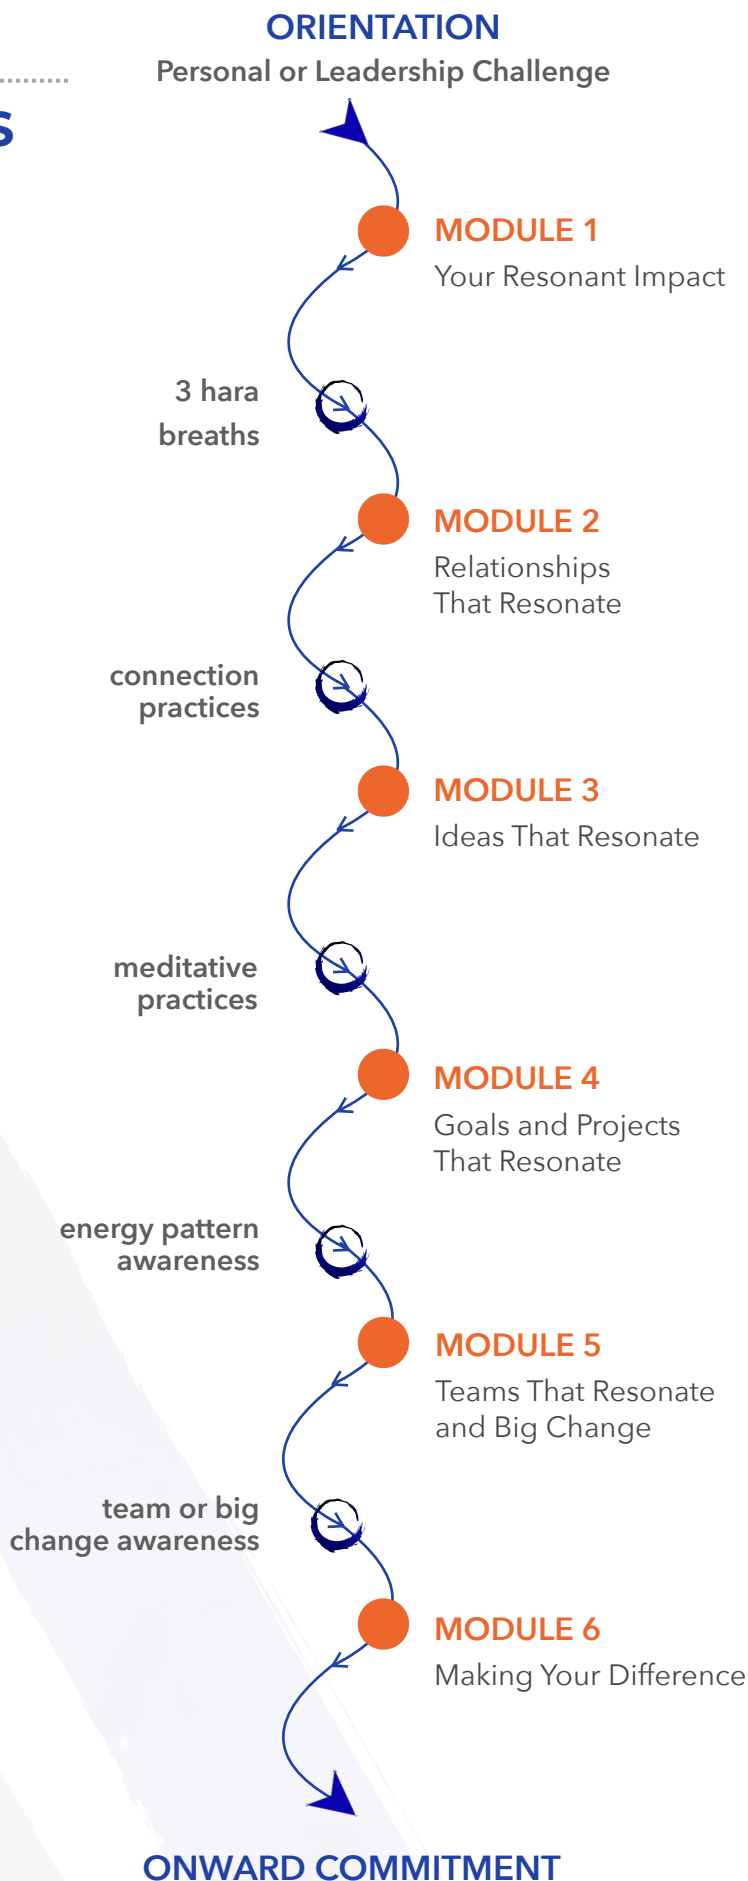 ORIENTATION
Personal or Leadership Challenge
s
MODULE 1
Your Resonant Impact
3 hara
breaths
MODULE 2
Relationships
That Resonate
connection
practices
MODULE 3
Ideas That Resonate
meditative
practices
MODULE 4
Goals and Projects
That Resonate
energy pattern
awareness
MODULE 5
Teams That Resonate
and Big Change
team or big
change awareness
MODULE 6
Making Your Difference
ONWARD COMMITMENT